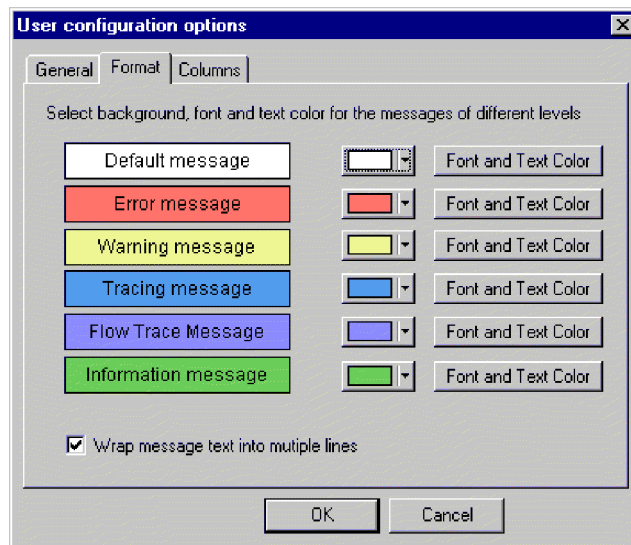 User configuration options
General Format Columns
Select background, font and text color for the messages of different levels
Default message Font and Text Color
Error message Font and Text Color
Warning message Font and Text Color
Tracing message Font and Text Color
Flow Trace Message Font and Text Color
Information message Font and Text Color
Wrap message text into mutiple lines
OK Cancel